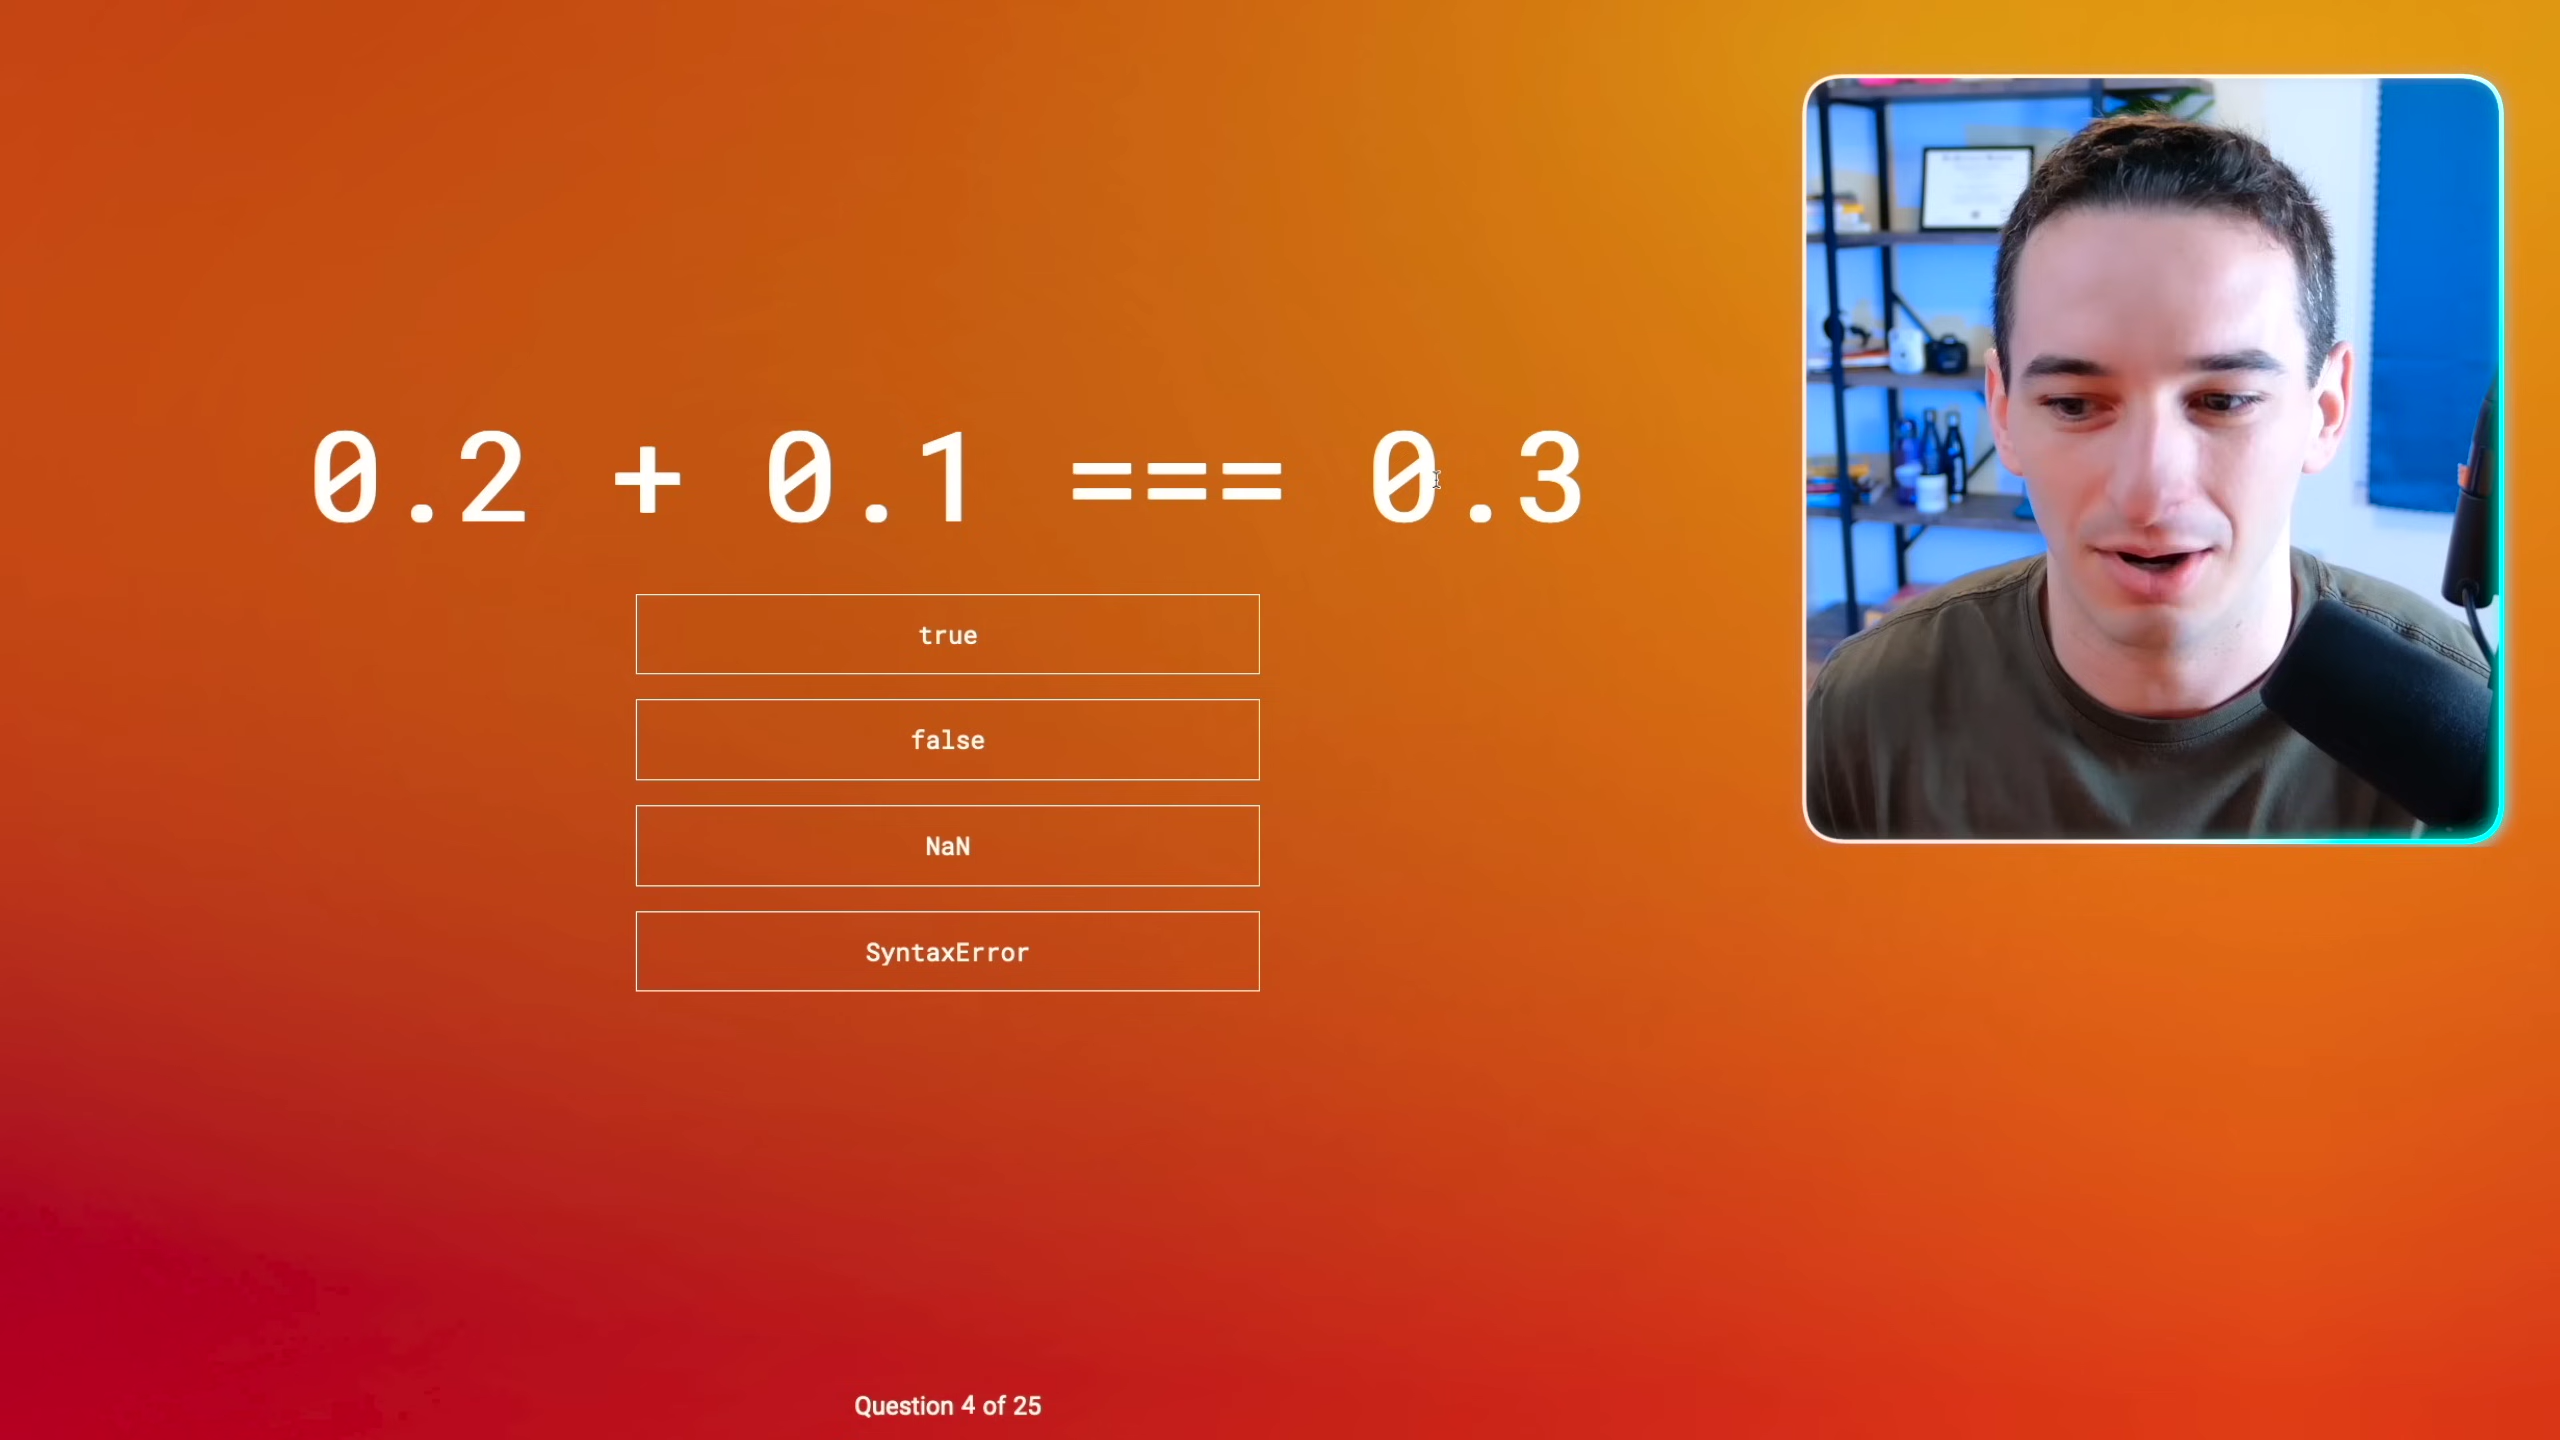 0.2 + 0.1 === 0.3
true
false
NaN
SyntaxError
Question 4 of 25